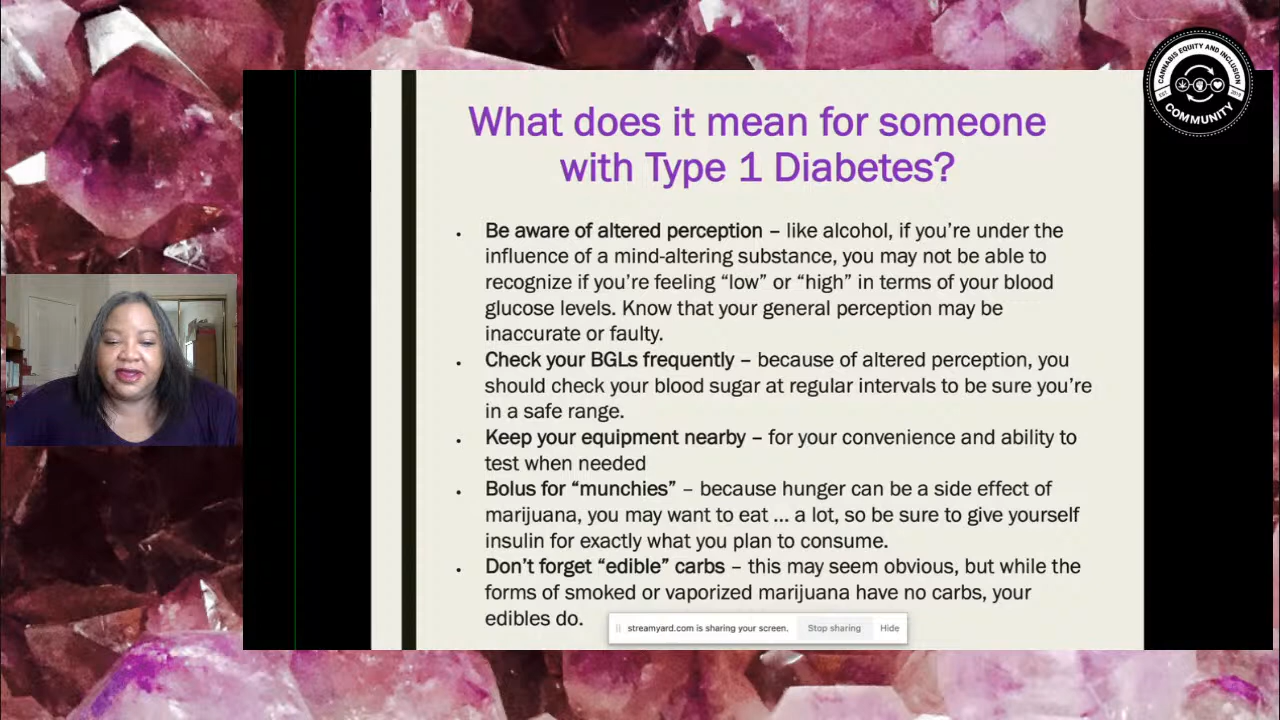 CANNABIS EQUITY AND INCLUSION
COMMUNITY
What does it mean for someone
with Type 1 Diabetes?
• Be aware of altered perception – like alcohol, if you’re under the
influence of a mind-altering substance, you may not be able to
recognize if you’re feeling “low” or “high” in terms of your blood
glucose levels. Know that your general perception may be
inaccurate or faulty.
• Check your BGLs frequently – because of altered perception, you
should check your blood sugar at regular intervals to be sure you’re
in a safe range.
• Keep your equipment nearby – for your convenience and ability to
test when needed
• Bolus for “munchies” – because hunger can be a side effect of
marijuana, you may want to eat ... a lot, so be sure to give yourself
insulin for exactly what you plan to consume.
• Don’t forget “edible” carbs – this may seem obvious, but while the
forms of smoked or vaporized marijuana have no carbs, your
edibles do.
streamyard.com is sharing your screen. Stop sharing Hide